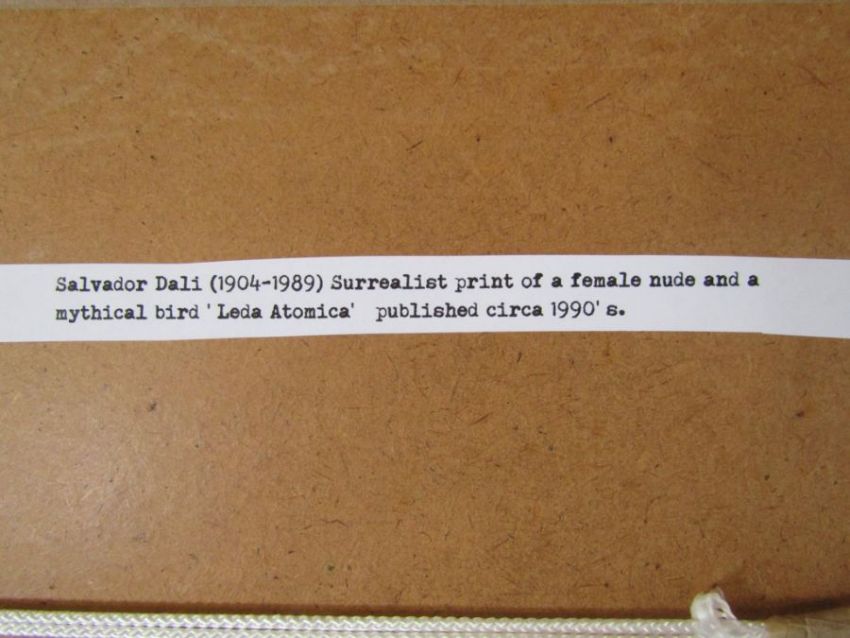 Salvador Dali (1904-1989) Surrealist print of a female nude and a
mythical bird 'Leda Atomica'  published circa 1990's.